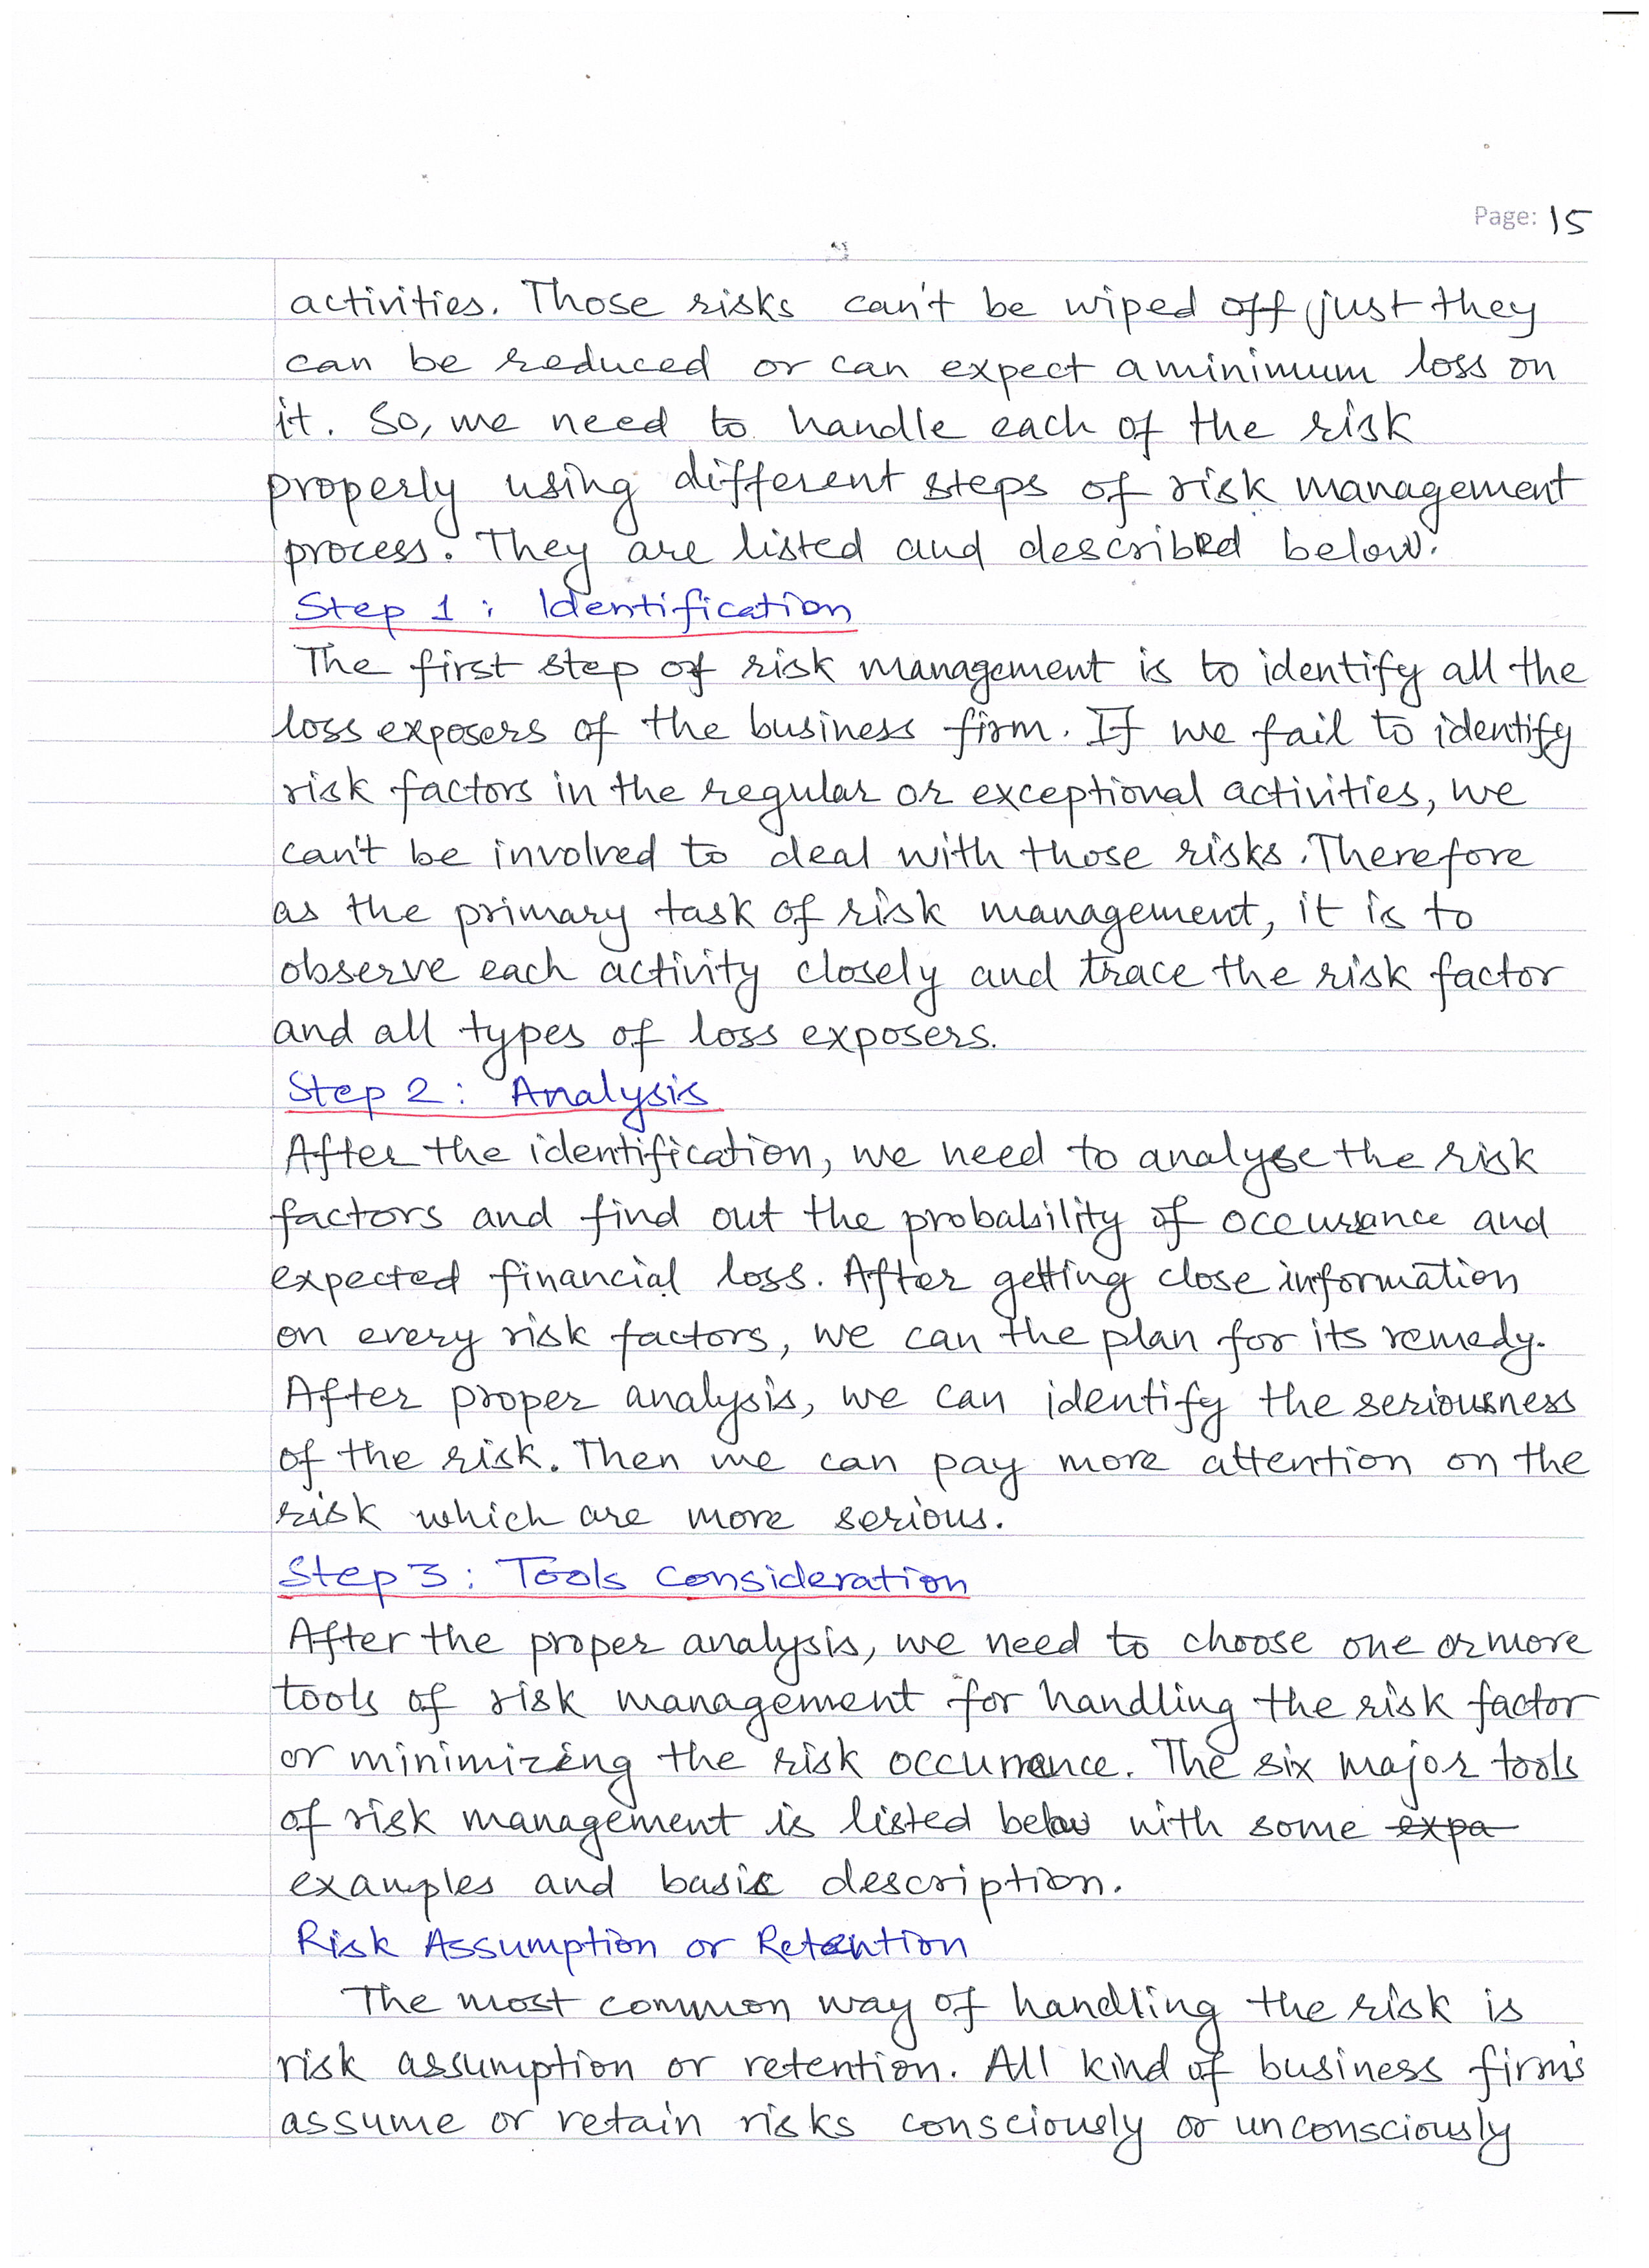 Page: 15
activities. Those risks can't be wiped off just they
can be reduced or can expect a minimum loss on
it. So, we need to handle each of the risk
properly using different steps of risk management
process. They are listed and described below.
Step 1 : Identification
The first step of risk management is to identify all the
loss exposers of the business firm. If we fail to identify
risk factors in the regular or exceptional activities, we
can't be involved to deal with those risks. Therefore
as the primary task of risk management, it is to
observe each activity closely and trace the risk factor
and all types of loss exposers.
Step 2 : Analysis
After the identification, we need to analyse the risk
factors and find out the probability of occurance and
expected financial loss. After getting close information
on every risk factors, we can the plan for its remedy.
After proper analysis, we can identify the seriousness
of the risk. Then we can pay more attention on the
risk which are more serious.
Step 3 : Tools Consideration
After the proper analysis, we need to choose one or more
tools of risk management for handling the risk factor
or minimizing the risk occurrence. The six major tools
of risk management is listed below with some expa
examples and basic description.
Risk Assumption or Retention
The most common way of handling the risk is
risk assumption or retention. All kind of business firms
assume or retain risks consciously or unconsciously